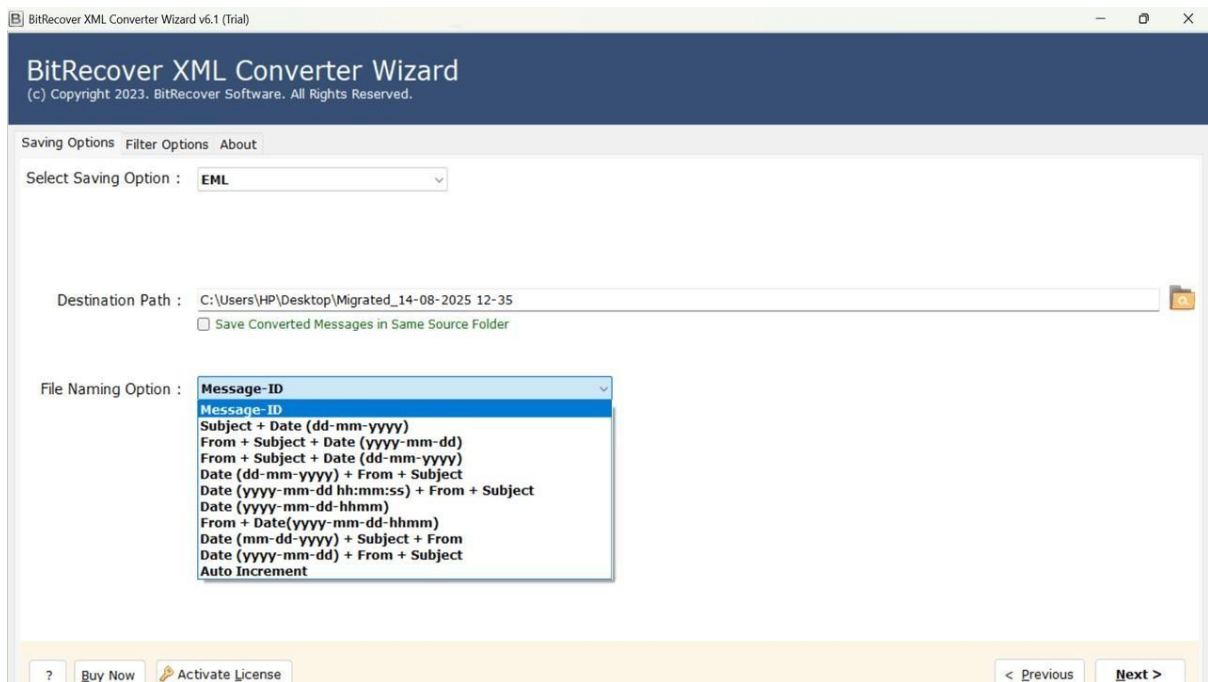 BitRecover XML Converter Wizard v6.1 (Trial)
BitRecover XML Converter Wizard
(c) Copyright 2023. BitRecover Software. All Rights Reserved.
Saving Options Filter Options About
Select Saving Option : EML
Destination Path : C:\Users\HP\Desktop\Migrated_14-08-2025 12-35
Save Converted Messages in Same Source Folder
File Naming Option : Message-ID
Message-ID
Subject + Date (dd-mm-yyyy)
From + Subject + Date (yyyy-mm-dd)
From + Subject + Date (dd-mm-yyyy)
Date (dd-mm-yyyy) + From + Subject
Date (yyyy-mm-dd hh:mm:ss) + From + Subject
Date (yyyy-mm-dd-hhmm)
From + Date(yyyy-mm-dd-hhmm)
Date (mm-dd-yyyy) + Subject + From
Date (yyyy-mm-dd) + From + Subject
Auto Increment
? Buy Now Activate License < Previous Next >